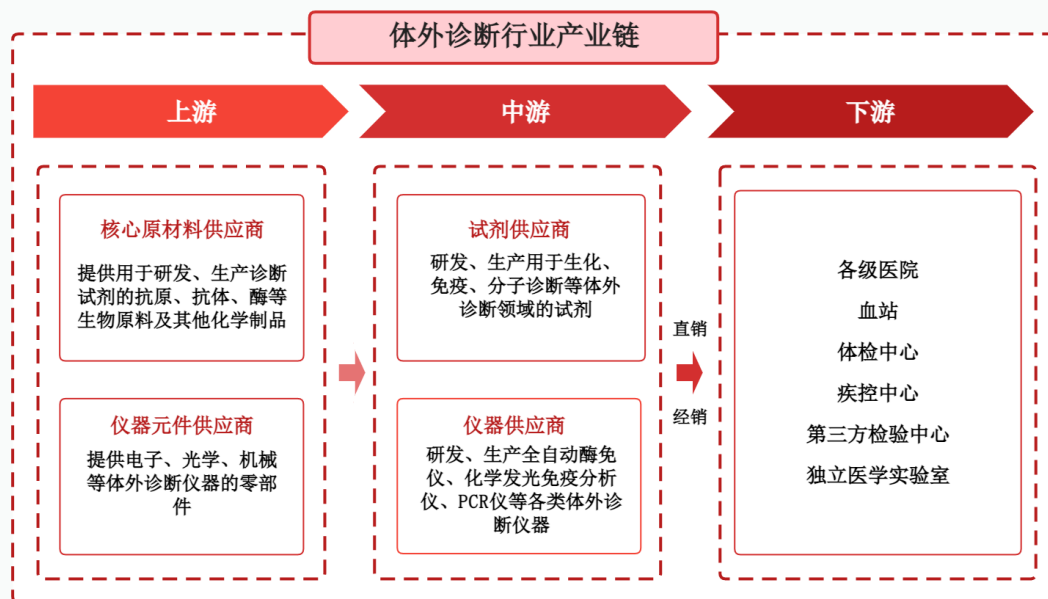 体外诊断行业产业链
上游
中游
下游
核心原材料供应商
提供用于研发、生产诊断
试剂的抗原、抗体、酶等
生物原料及其他化学制品
仪器元件供应商
提供电子、光学、机械
等体外诊断仪器的零部
件
试剂供应商
研发、生产用于生化、
免疫、分子诊断等体外
诊断领域的试剂
仪器供应商
研发、生产全自动酶免
仪、化学发光免疫分析
仪、PCR仪等各类体外诊
断仪器
直销
经销
各级医院
血站
体检中心
疾控中心
第三方检验中心
独立医学实验室